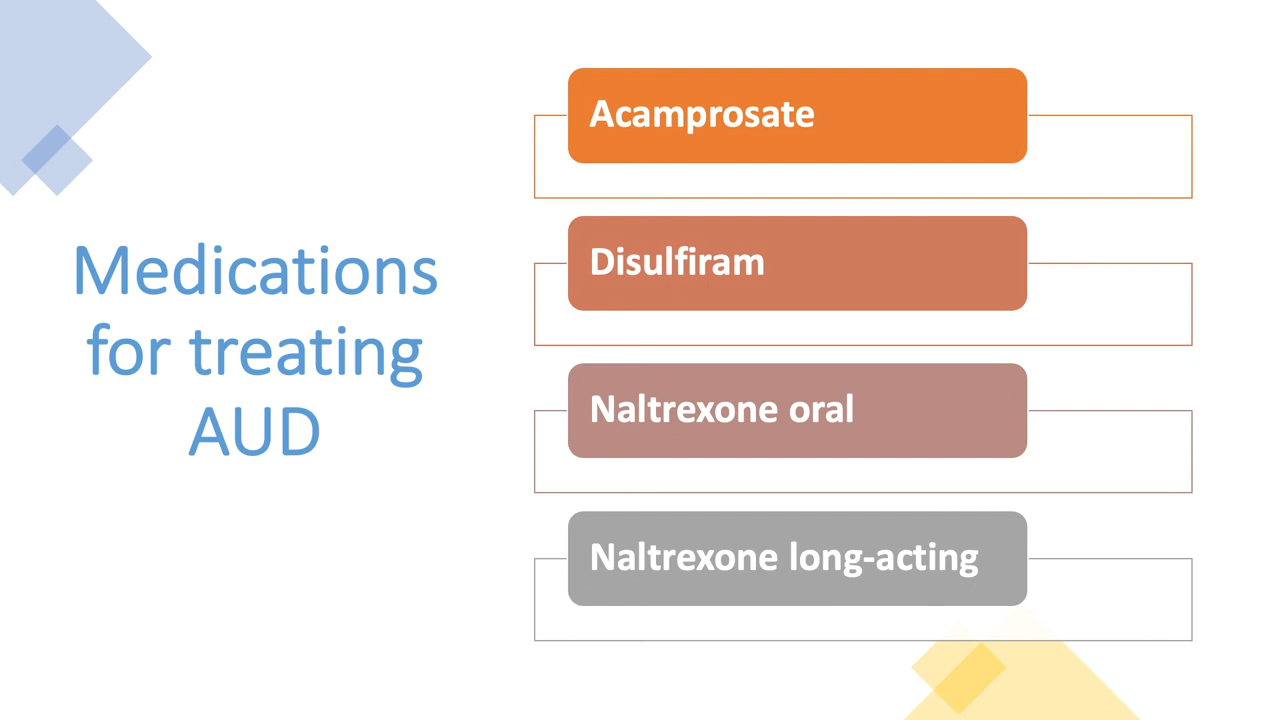 Medications
for treating
AUD
Acamprosate
Disulfiram
Naltrexone oral
Naltrexone long-acting